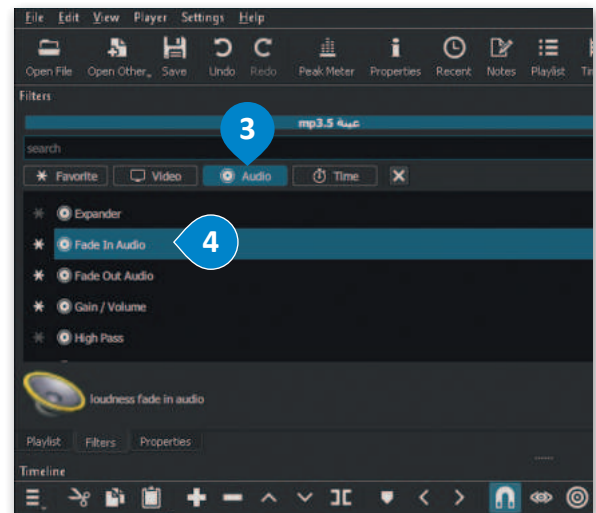 File Edit View Player Settings Help
Open File Open Other... Save Undo Redo Peak Meter Properties Recent Notes Playlist
Filters
عينة mp3.5
3
search
Favorite Video Audio Time
Expander
Fade In Audio
4
Fade Out Audio
Gain / Volume
High Pass
loudness fade in audio
Playlist Filters Properties
Timeline